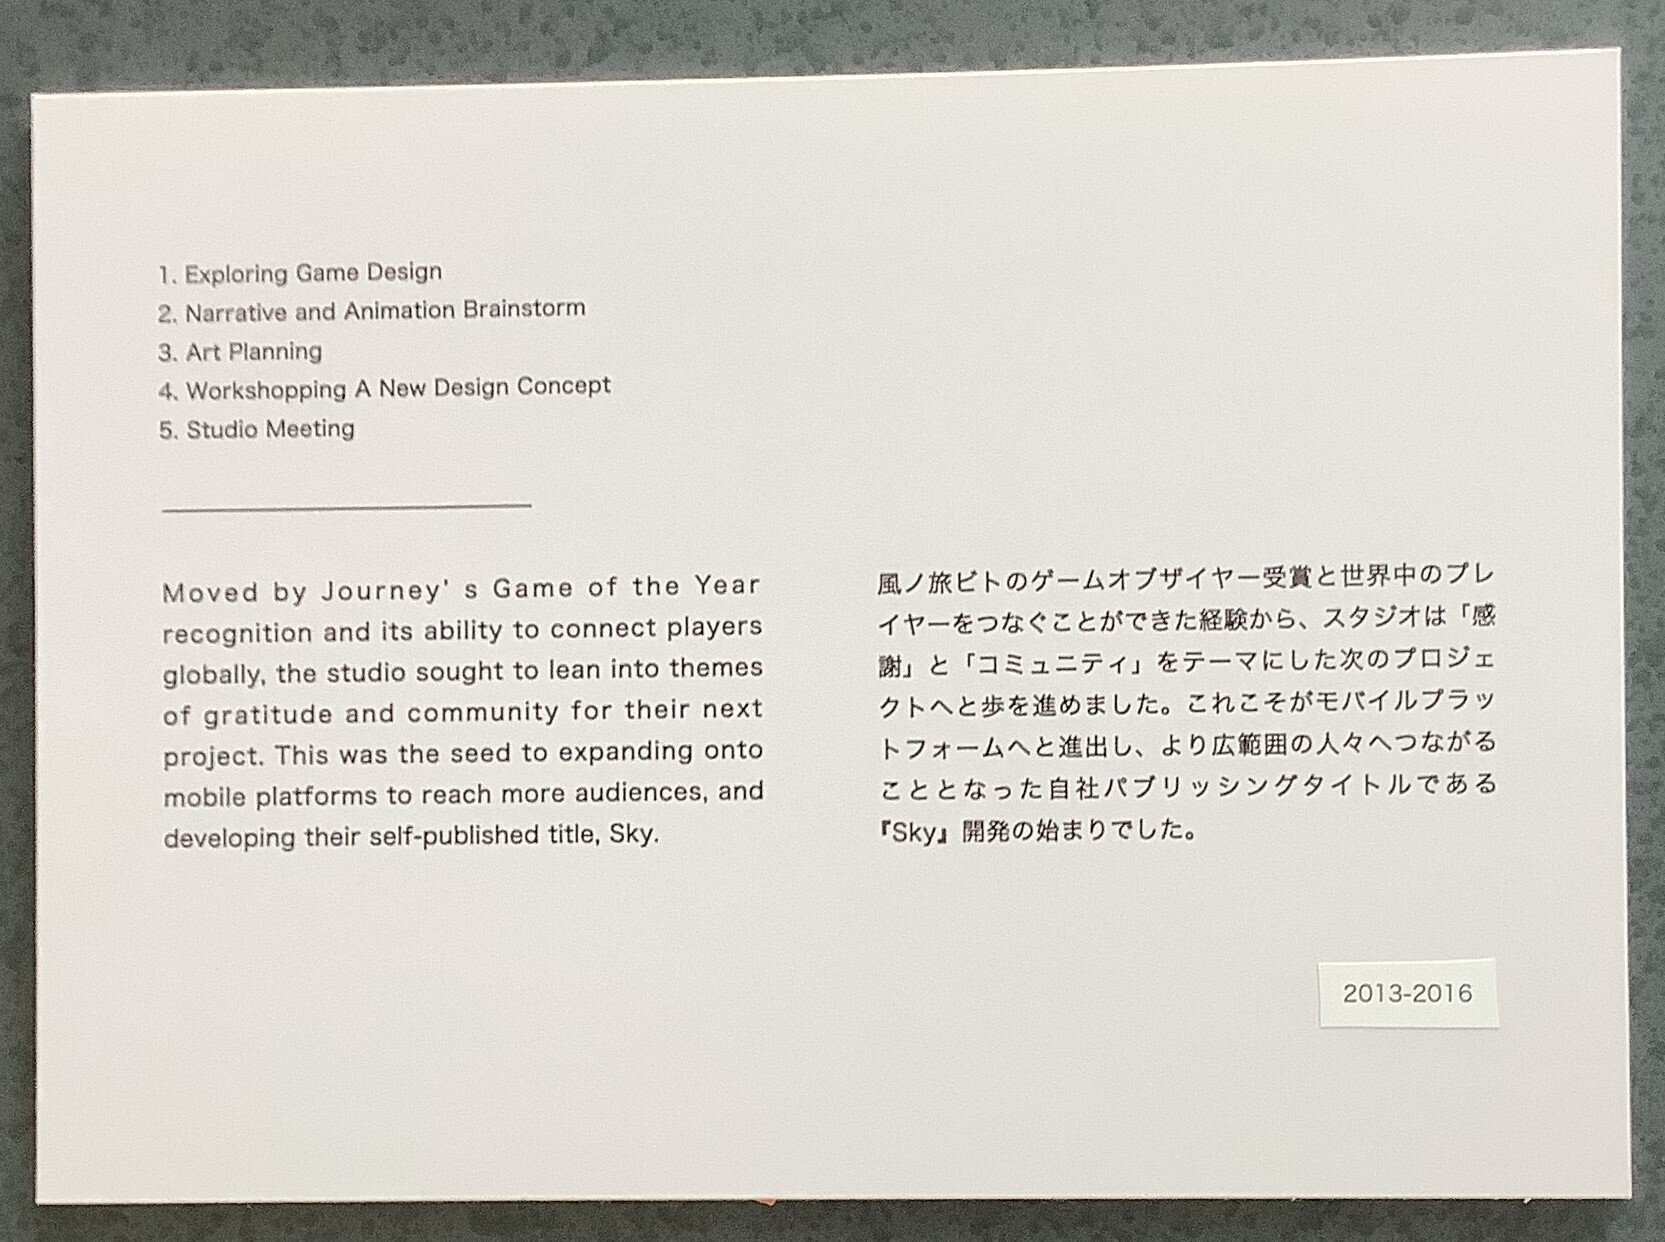 1. Exploring Game Design
2. Narrative and Animation Brainstorm
3. Art Planning
4. Workshopping A New Design Concept
5. Studio Meeting
Moved by Journey's Game of the Year
recognition and its ability to connect players
globally, the studio sought to lean into themes
of gratitude and community for their next
project. This was the seed to expanding onto
mobile platforms to reach more audiences, and
developing their self-published title, Sky.
風ノ旅ビトのゲームオブザイヤー受賞と世界中のプレ
イヤーをつなぐことができた経験から、スタジオは「感
謝」と「コミュニティ」をテーマにした次のプロジェ
クトへと歩を進めました。これこそがモバイルプラッ
トフォームへと進出し、より広範囲の人々へつながる
こととなった自社パブリッシングタイトルである
『Sky』開発の始まりでした。
2013-2016